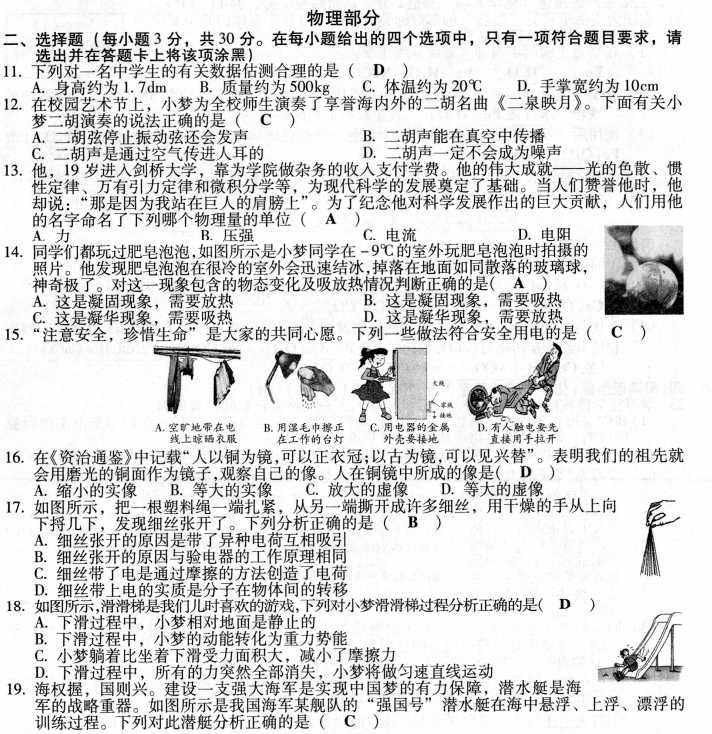 物理部分
二、选择题（每小题3分，共30分。在每小题给出的四个选项中，只有一项符合题目要求，请
选出并在答题卡上将该项涂黑）
11. 下列对一名中学生的有关数据估测合理的是（ D ）
A. 身高约为1.7dm B. 质量约为500kg C. 体温约为20℃ D. 手掌宽约为10cm
12. 在校园艺术节上，小梦为全校师生演奏了享誉海内外的二胡名曲《二泉映月》。下面有关小
梦二胡演奏的说法正确的是（ C ）
A. 二胡弦停止振动弦还会发声 B. 二胡声能在真空中传播
C. 二胡声是通过空气传进人耳的 D. 二胡声一定不会成为噪声
13. 他，19岁进入剑桥大学，靠为学院做杂务的收入支付学费。他的伟大成就——光的色散、惯
性定律、万有引力定律和微积分学等，为现代科学的发展奠定了基础。当人们赞誉他时，他
却说：“那是因为我站在巨人的肩膀上”。为了纪念他对科学发展作出的巨大贡献，人们用他
的名字命名了下列哪个物理量的单位（ A ）
A. 力 B. 压强 C. 电流 D. 电阻
14. 同学们都玩过肥皂泡泡,如图所示是小梦同学在－9℃的室外玩肥皂泡泡时拍摄的
照片。他发现肥皂泡泡在很冷的室外会迅速结冰,掉落在地面如同散落的玻璃球，
神奇极了。对这一现象包含的物态变化及吸放热情况判断正确的是( A )
A. 这是凝固现象，需要放热 B. 这是凝固现象，需要吸热
C. 这是凝华现象，需要吸热 D. 这是凝华现象，需要放热
15. “注意安全，珍惜生命”是大家的共同心愿。下列一些做法符合安全用电的是（ C ）
火线
零线
接地
A. 空旷地带在电 B. 用湿毛巾擦正 C. 用电器的金属 D. 有人触电要先
线上晾晒衣服 在工作的台灯 外壳要接地 直接用手拉开
16. 在《资治通鉴》中记载“人以铜为镜,可以正衣冠;以古为镜,可以见兴替”。表明我们的祖先就
会用磨光的铜面作为镜子,观察自己的像。人在铜镜中所成的像是( D )
A. 缩小的实像 B. 等大的实像 C. 放大的虚像 D. 等大的虚像
17. 如图所示，把一根塑料绳一端扎紧，从另一端撕开成许多细丝，用干燥的手从上向
下捋几下，发现细丝张开了。下列分析正确的是（ B ）
A. 细丝张开的原因是带了异种电荷互相吸引
B. 细丝张开的原因与验电器的工作原理相同
C. 细丝带了电是通过摩擦的方法创造了电荷
D. 细丝带上电的实质是分子在物体间的转移
18. 如图所示,滑滑梯是我们儿时喜欢的游戏,下列对小梦滑滑梯过程分析正确的是( D )
A. 下滑过程中，小梦相对地面是静止的
B. 下滑过程中，小梦的动能转化为重力势能
C. 小梦躺着比坐着下滑受力面积大，减小了摩擦力
D. 下滑过程中，所有的力突然全部消失，小梦将做匀速直线运动
19. 海权握，国则兴。建设一支强大海军是实现中国梦的有力保障，潜水艇是海
军的战略重器。如图所示是我国海军某舰队的“强国号”潜水艇在海中悬浮、上浮、漂浮的
训练过程。下列对此潜艇分析正确的是（ C ）